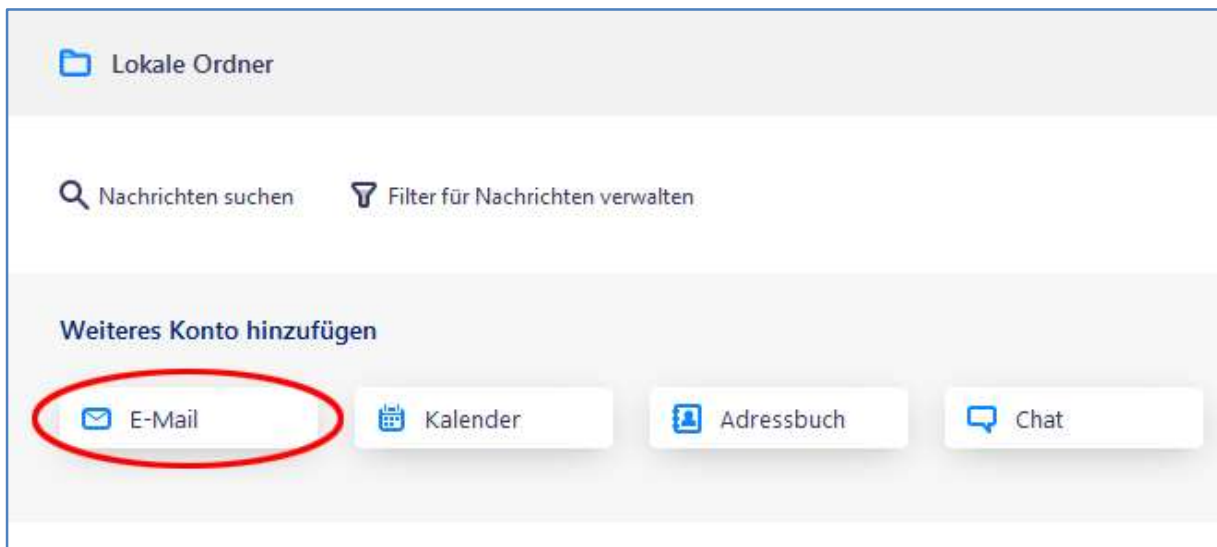 Lokale Ordner
Nachrichten suchen Filter für Nachrichten verwalten
Weiteres Konto hinzufügen
E-Mail Kalender Adressbuch Chat